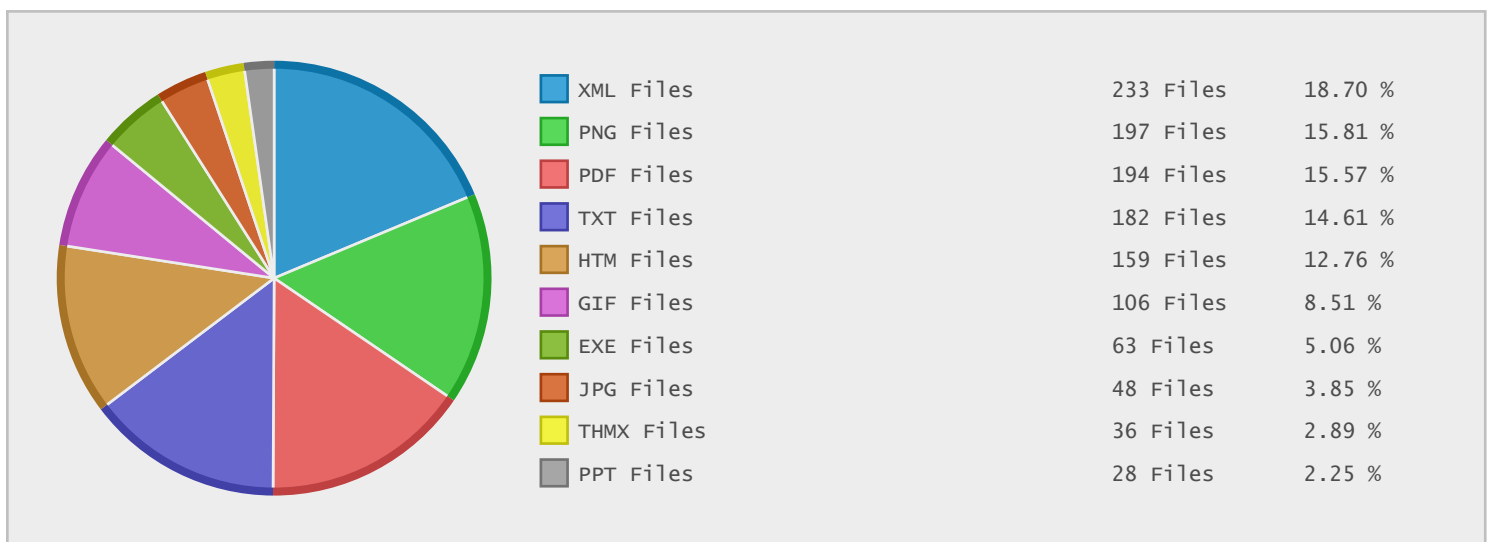 XML Files 233 Files 18.70 %
PNG Files 197 Files 15.81 %
PDF Files 194 Files 15.57 %
TXT Files 182 Files 14.61 %
HTM Files 159 Files 12.76 %
GIF Files 106 Files 8.51 %
EXE Files 63 Files 5.06 %
JPG Files 48 Files 3.85 %
THMX Files 36 Files 2.89 %
PPT Files 28 Files 2.25 %